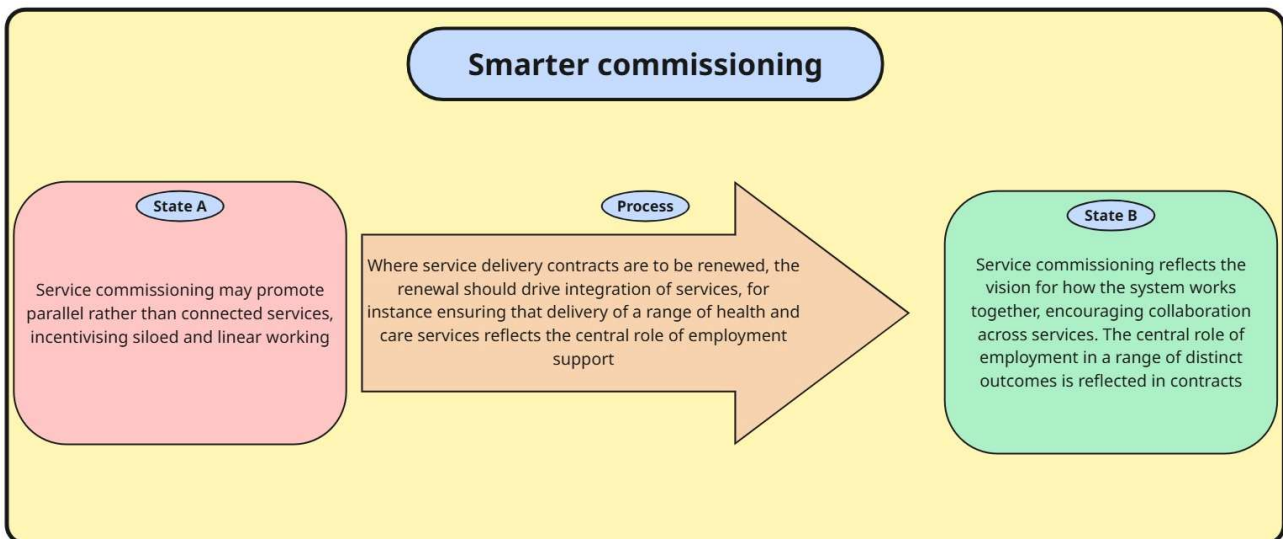 Smarter commissioning
State A
Service commissioning may promote
parallel rather than connected services,
incentivising siloed and linear working
Process
Where service delivery contracts are to be renewed, the
renewal should drive integration of services, for
instance ensuring that delivery of a range of health and
care services reflects the central role of employment
support
State B
Service commissioning reflects the
vision for how the system works
together, encouraging collaboration
across services. The central role of
employment in a range of distinct
outcomes is reflected in contracts